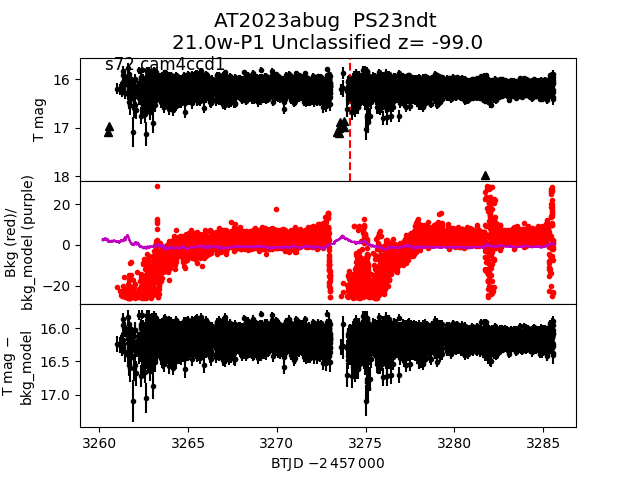 AT2023abug  PS23ndt
21.0w-P1 Unclassified z= -99.0
s72 cam4ccd1
T mag
16
17
18
Bkg (red)/
bkg_model (purple)
20
0
−20
T mag −
bkg_model
16.0
16.5
17.0
3260 3265 3270 3275 3280 3285
BTJD −2 457 000